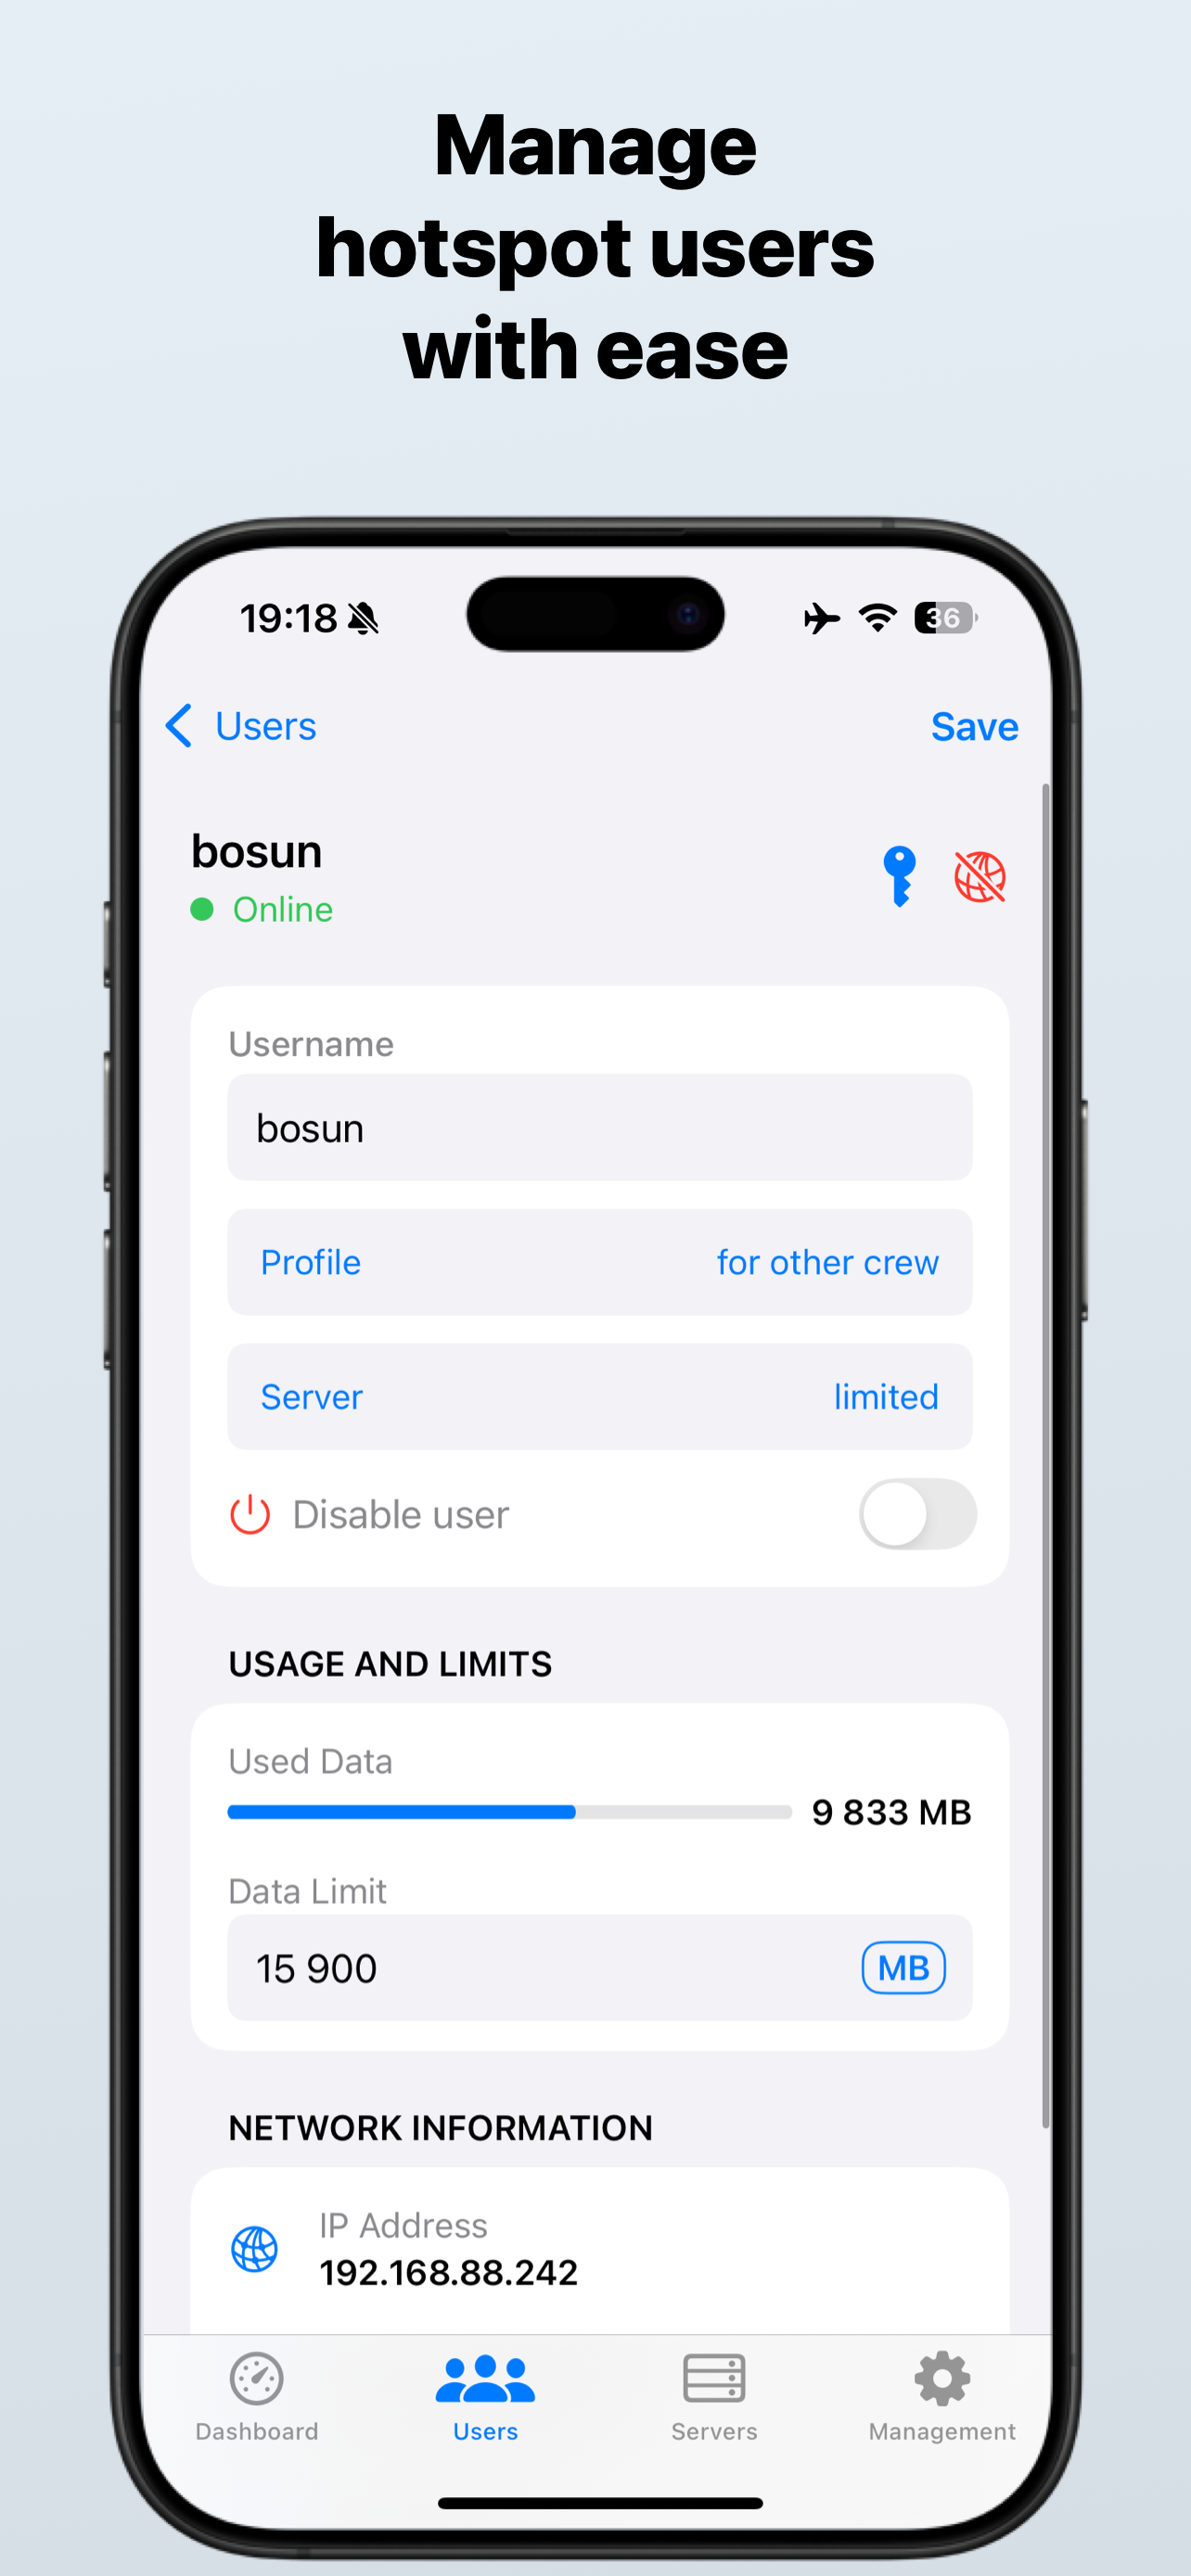 Manage
hotspot users
with ease
19:18
36
Users
Save
bosun
Online
Username
bosun
Profile
for other crew
Server
limited
Disable user
USAGE AND LIMITS
Used Data
9 833 MB
Data Limit
15 900
MB
NETWORK INFORMATION
IP Address
192.168.88.242
Dashboard
Users
Servers
Management